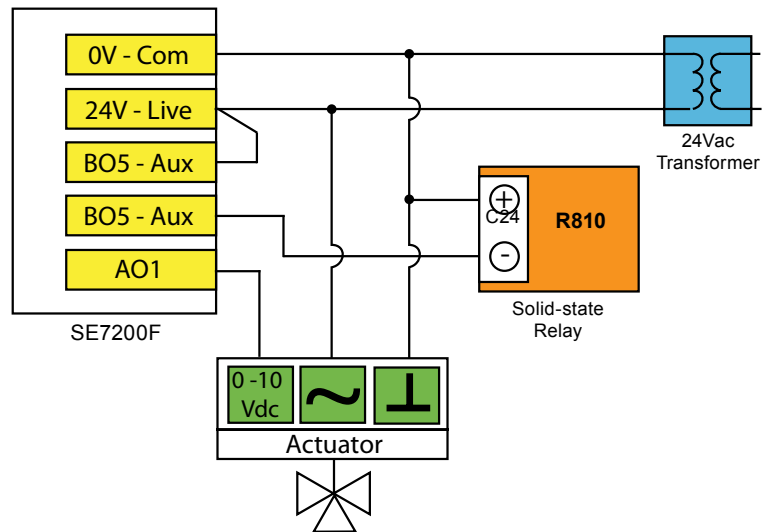 0V - Com
24V - Live
BO5 - Aux
BO5 - Aux
AO1
SE7200F
24Vac
Transformer
+
C24
-
R810
Solid-state
Relay
0 -10
Vdc
~
Actuator